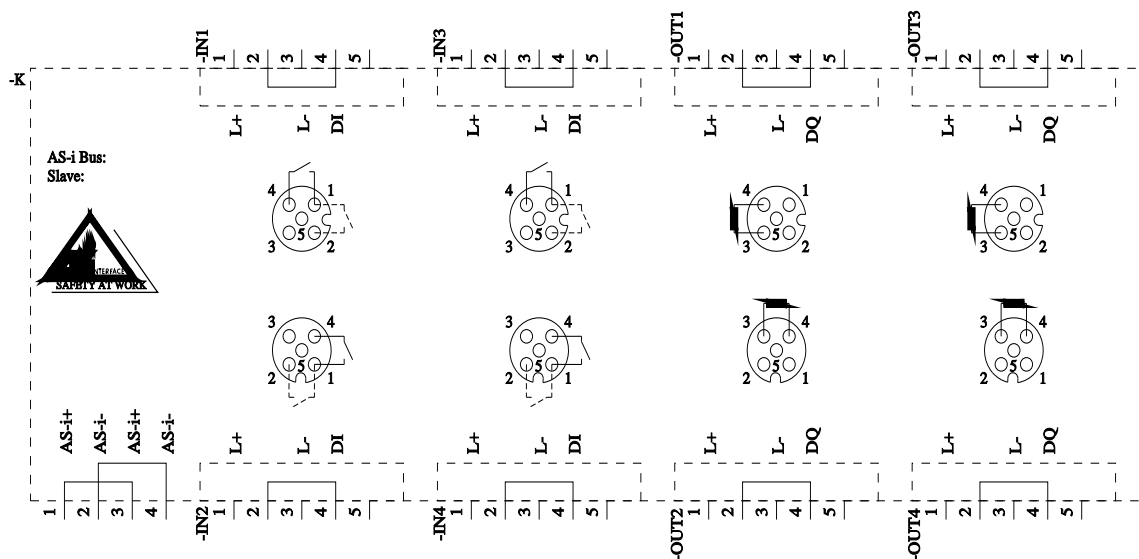 -IN1 1 2 3 4 5 -IN3 1 2 3 4 5 -OUT1 1 2 3 4 5 -OUT3 1 2 3 4 5
-K
L+ L- DI L+ L- DI L+ L- DQ L+ L- DQ
AS-i Bus:
Slave:
4 1 4 1 4 1 4 1
3 5 2 3 5 2 3 5 2 3 5 2
INTERFACE
SAFETY AT WORK
3 4 3 4 3 4 3 4
2 5 1 2 5 1 2 5 1 2 5 1
AS-i+ AS-i- AS-i+ AS-i- L+ L- DI L+ L- DI L+ L- DQ L+ L- DQ
1 2 3 4 -IN2 1 2 3 4 5 -IN4 1 2 3 4 5 -OUT2 1 2 3 4 5 -OUT4 1 2 3 4 5